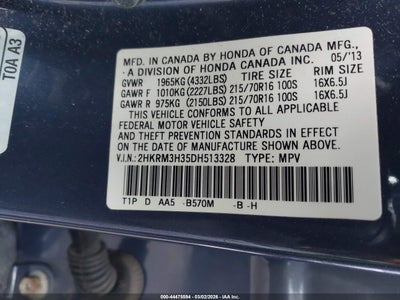 T0A A3
MFD. IN CANADA BY HONDA OF CANADA MFG.,
A DIVISION OF HONDA CANADA INC. 05/'13
GVWR 1965KG (4332LBS) TIRE SIZE RIM SIZE
GAWR F 1010KG (2227LBS) 215/70R16 100S 16X6.5J
GAWR R 975KG (2150LBS) 215/70R16 100S 16X6.5J
THIS VEHICLE CONFORMS TO ALL APPLICABLE
FEDERAL MOTOR VEHICLE SAFETY AND THEFT
PREVENTION STANDARDS IN EFFECT ON THE
DATE OF MANUFACTURE SHOWN ABOVE.
V.I.N.: 2HKRM3H35DH513328 TYPE: MPV
T1P D AA5 -B570M -B -H
000-44475594 - 03/02/2026 - IAA Inc.